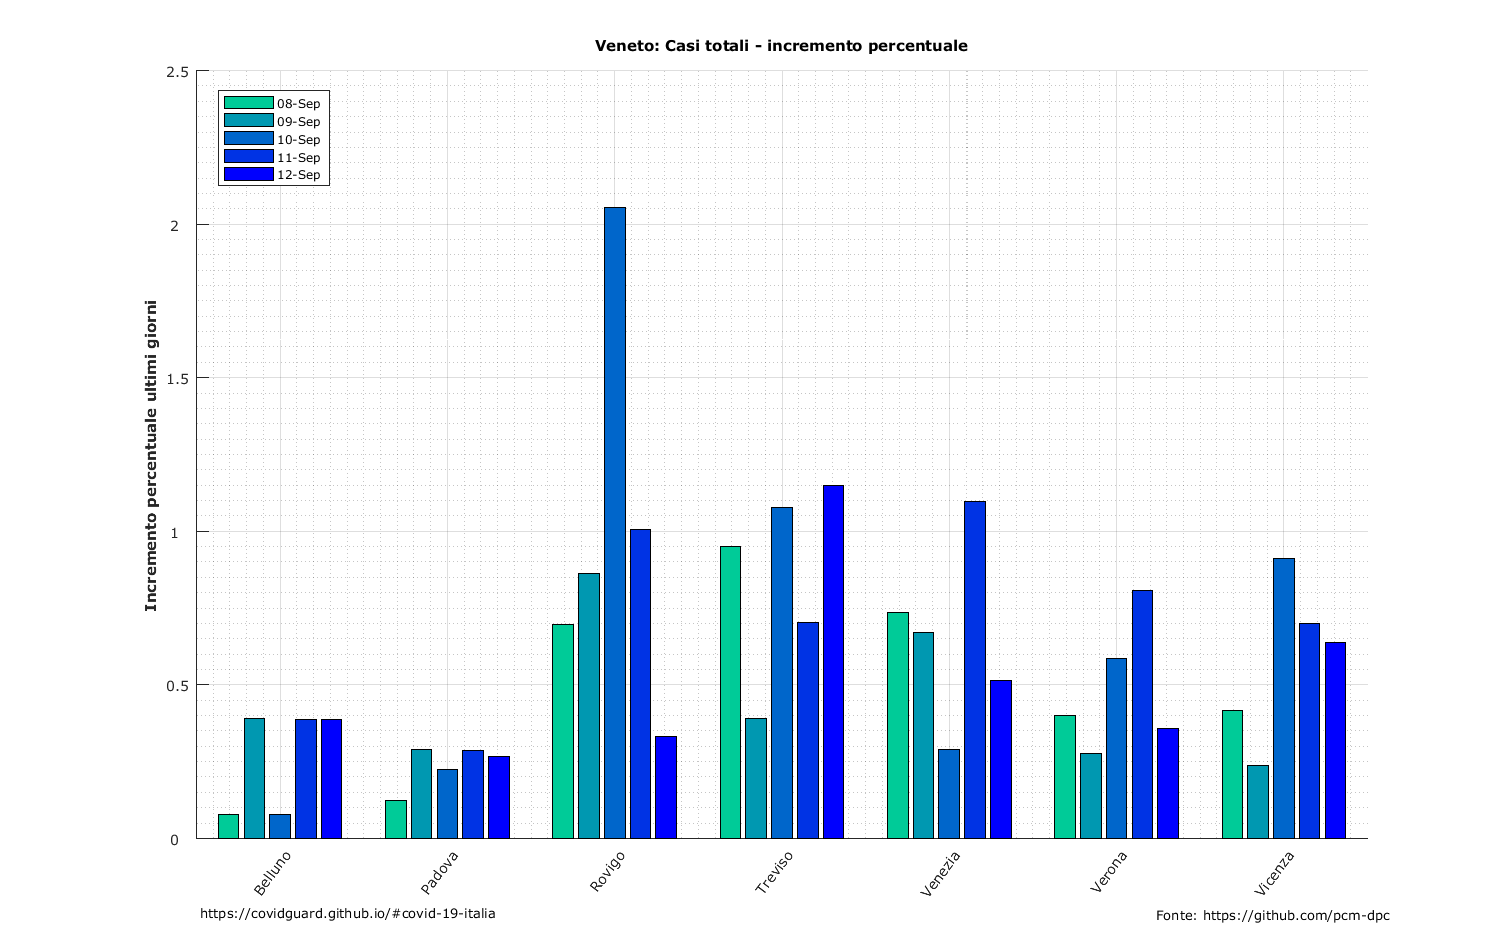 Veneto: Casi totali - incremento percentuale
2.5
08-Sep
09-Sep
10-Sep
11-Sep
12-Sep
2
1.5
1
0.5
0
Incremento percentuale ultimi giorni
Belluno
Padova
Rovigo
Treviso
Venezia
Verona
Vicenza
https://covidguard.github.io/#covid-19-italia
Fonte: https://github.com/pcm-dpc